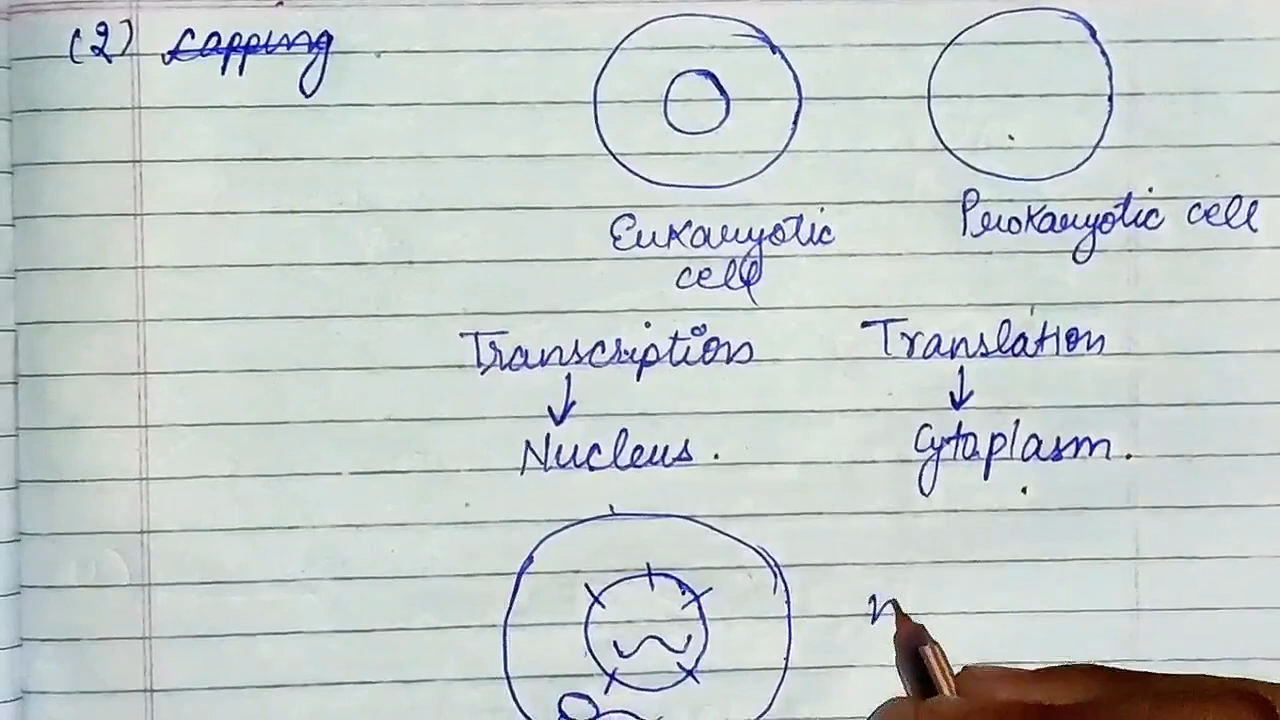 (2) capping
Eukaryotic
cell
Prokaryotic cell
Transcription
Translation
Nucleus.
Cytoplasm.